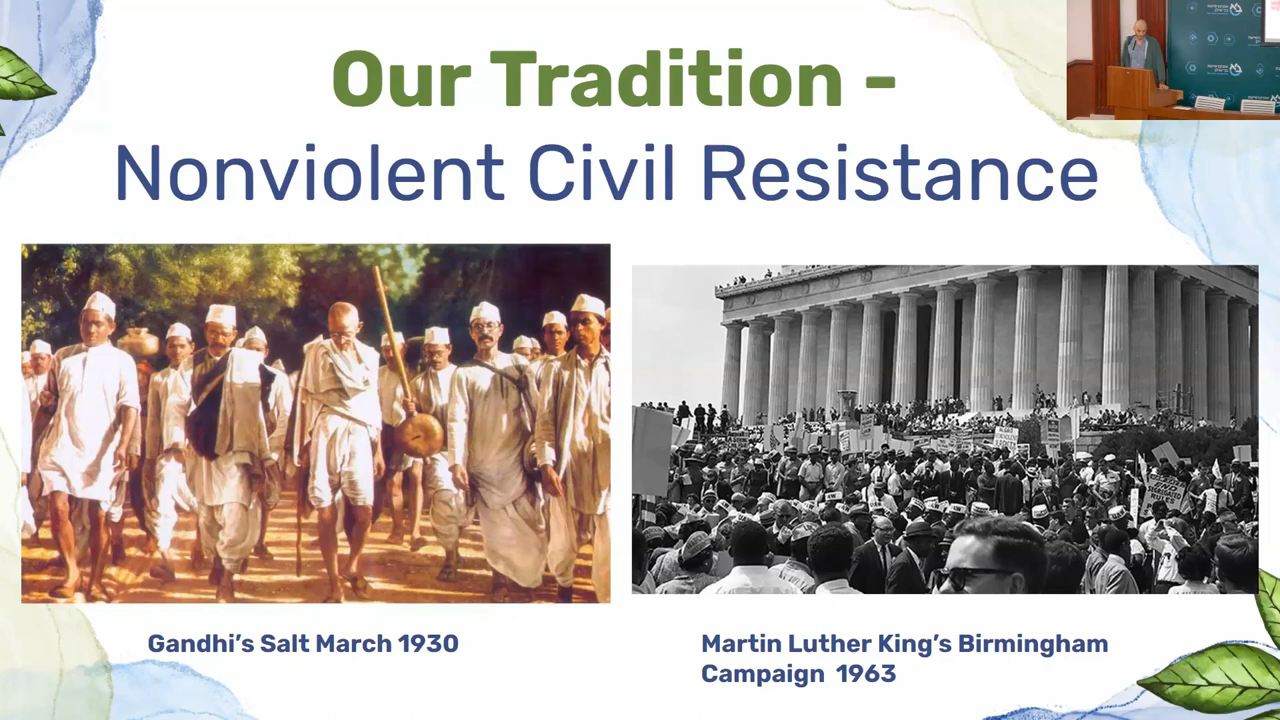 Our Tradition -
Nonviolent Civil Resistance
Gandhi's Salt March 1930
Martin Luther King's Birmingham
Campaign 1963